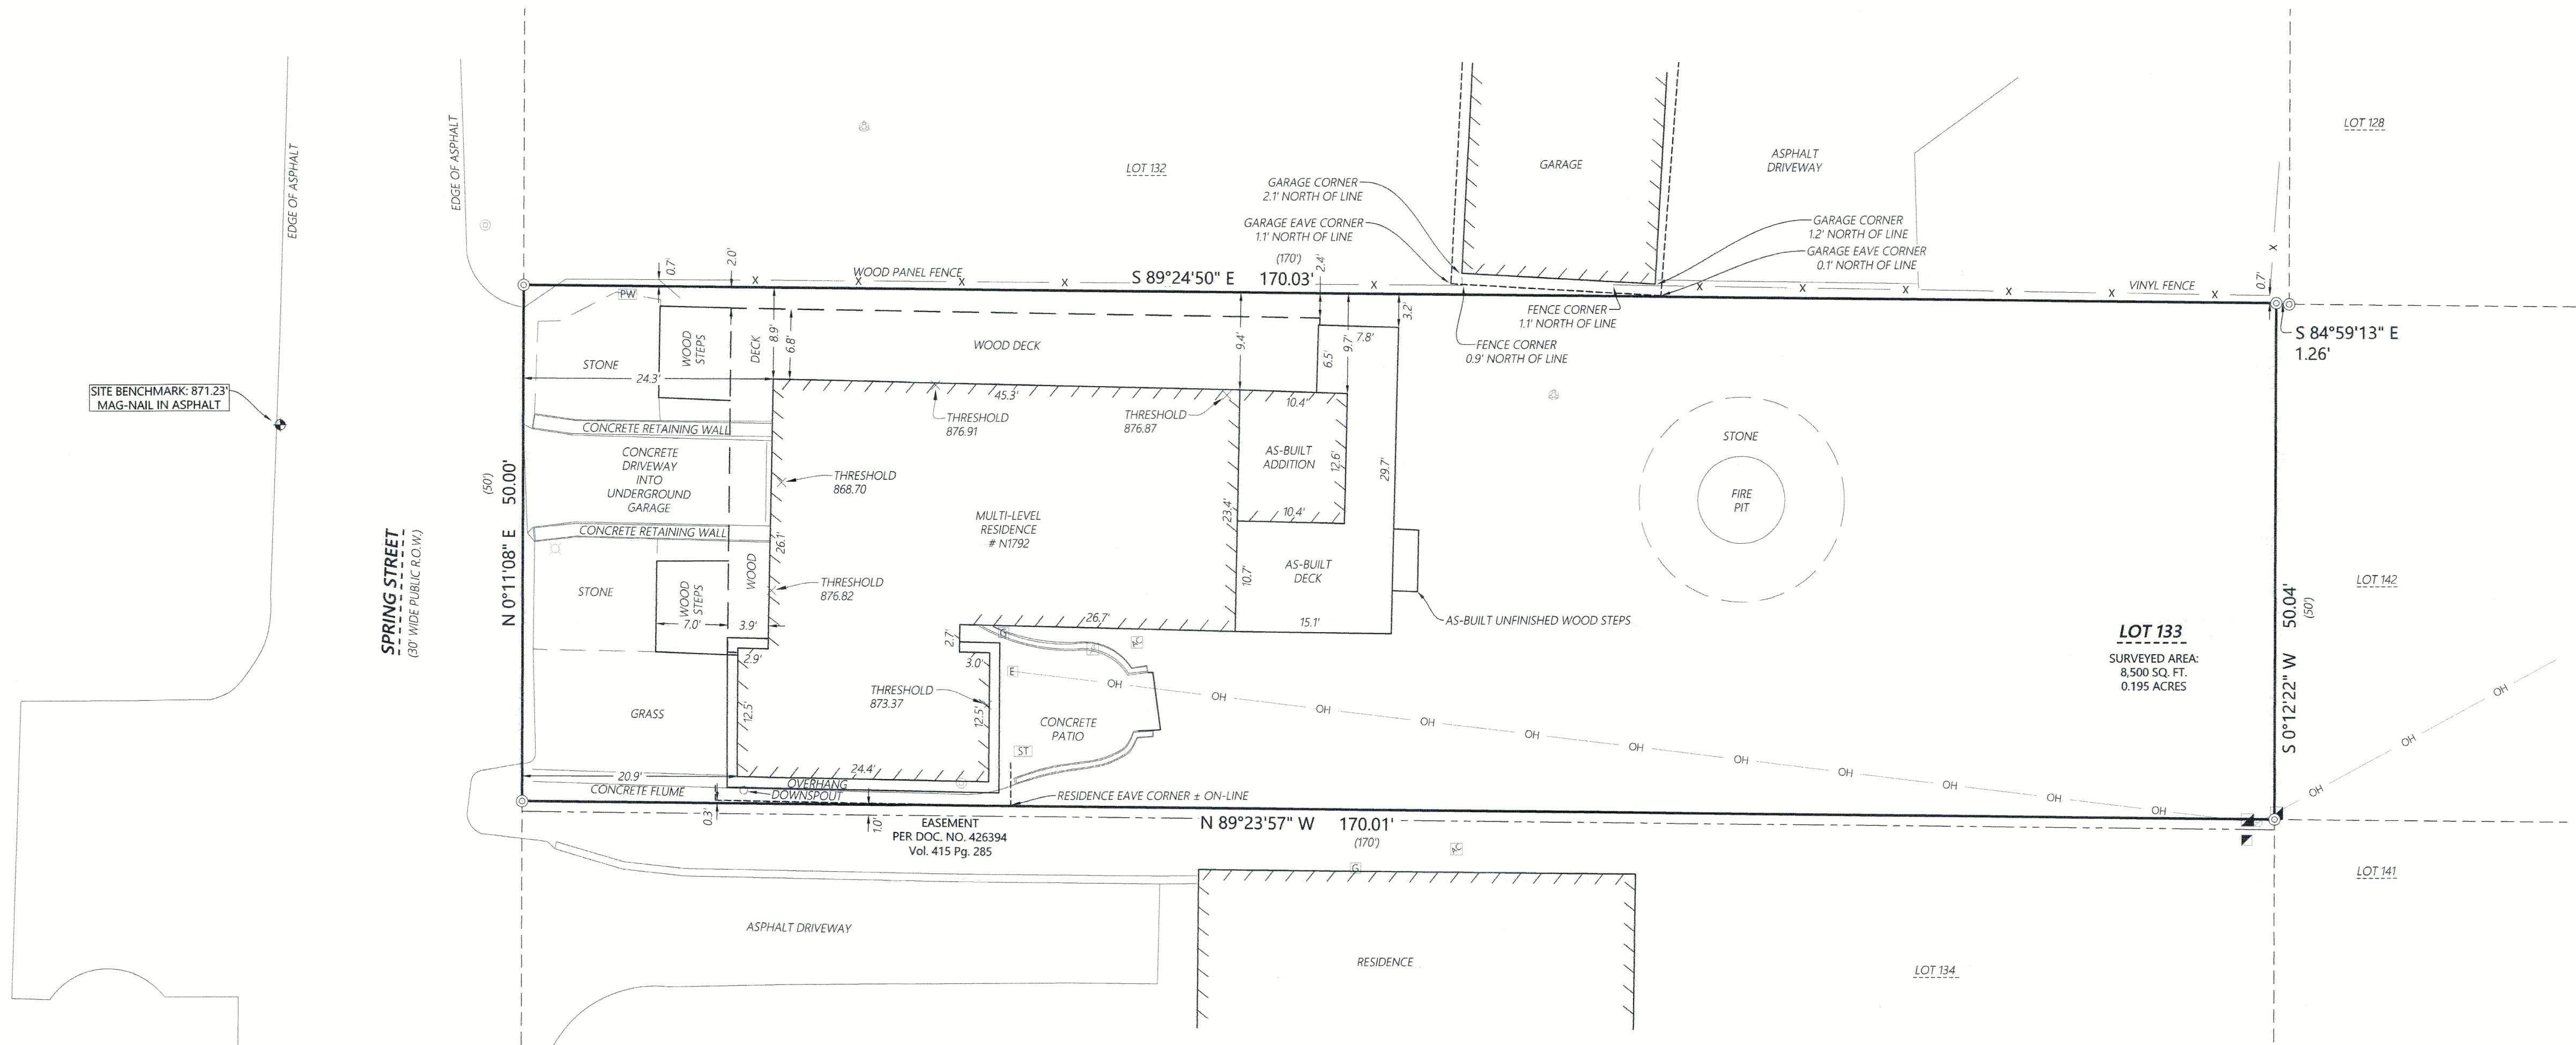 LOT 128
LOT 132
GARAGE
ASPHALT
DRIVEWAY
EDGE OF ASPHALT
EDGE OF ASPHALT
GARAGE CORNER
2.1' NORTH OF LINE
GARAGE EAVE CORNER
1.1' NORTH OF LINE
GARAGE CORNER
1.2' NORTH OF LINE
GARAGE EAVE CORNER
0.1' NORTH OF LINE
(170')
S 89°24'50" E 170.03'
WOOD PANEL FENCE
X X X X X X X X X X X X
VINYL FENCE
0.7'
2.0'
2.4'
0.7'
3.2'
PW
FENCE CORNER
1.1' NORTH OF LINE
FENCE CORNER
0.9' NORTH OF LINE
S 84°59'13" E
1.26'
STONE
WOOD
STEPS
DECK
8.9'
6.8'
WOOD DECK
9.4'
9.7'
7.8'
6.5'
24.3'
45.3'
10.4'
SITE BENCHMARK: 871.23'
MAG-NAIL IN ASPHALT
THRESHOLD
876.91
THRESHOLD
876.87
CONCRETE RETAINING WALL
CONCRETE
DRIVEWAY
INTO
UNDERGROUND
GARAGE
CONCRETE RETAINING WALL
THRESHOLD
868.70
AS-BUILT
ADDITION
12.6'
29.7'
10.4'
23.4'
STONE
FIRE
PIT
(50')
N 0°11'08" E 50.00'
SPRING STREET
(30' WIDE PUBLIC R.O.W.)
MULTI-LEVEL
RESIDENCE
# N1792
26.1'
WOOD
STONE
WOOD
STEPS
7.0'
3.9'
THRESHOLD
876.82
10.7'
AS-BUILT
DECK
26.7'
15.1'
AS-BUILT UNFINISHED WOOD STEPS
LOT 142
S 0°12'22" W 50.04'
(50')
LOT 133
SURVEYED AREA:
8,500 SQ. FT.
0.195 ACRES
2.7'
2.9'
3.0'
G
AC
E
OH OH OH OH OH OH OH OH OH OH OH
OH OH OH
THRESHOLD
873.37
12.5'
12.5'
GRASS
CONCRETE
PATIO
ST
20.9'
24.4'
OVERHANG
CONCRETE FLUME
DOWNSPOUT
RESIDENCE EAVE CORNER ± ON-LINE
0.3'
1.0'
EASEMENT
PER DOC. NO. 426394
Vol. 415 Pg. 285
N 89°23'57" W 170.01'
(170')
AC
G
LOT 141
ASPHALT DRIVEWAY
RESIDENCE
LOT 134